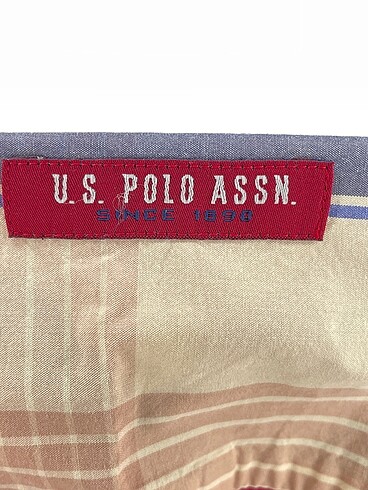 U.S. POLO ASSN.
SINCE 1890